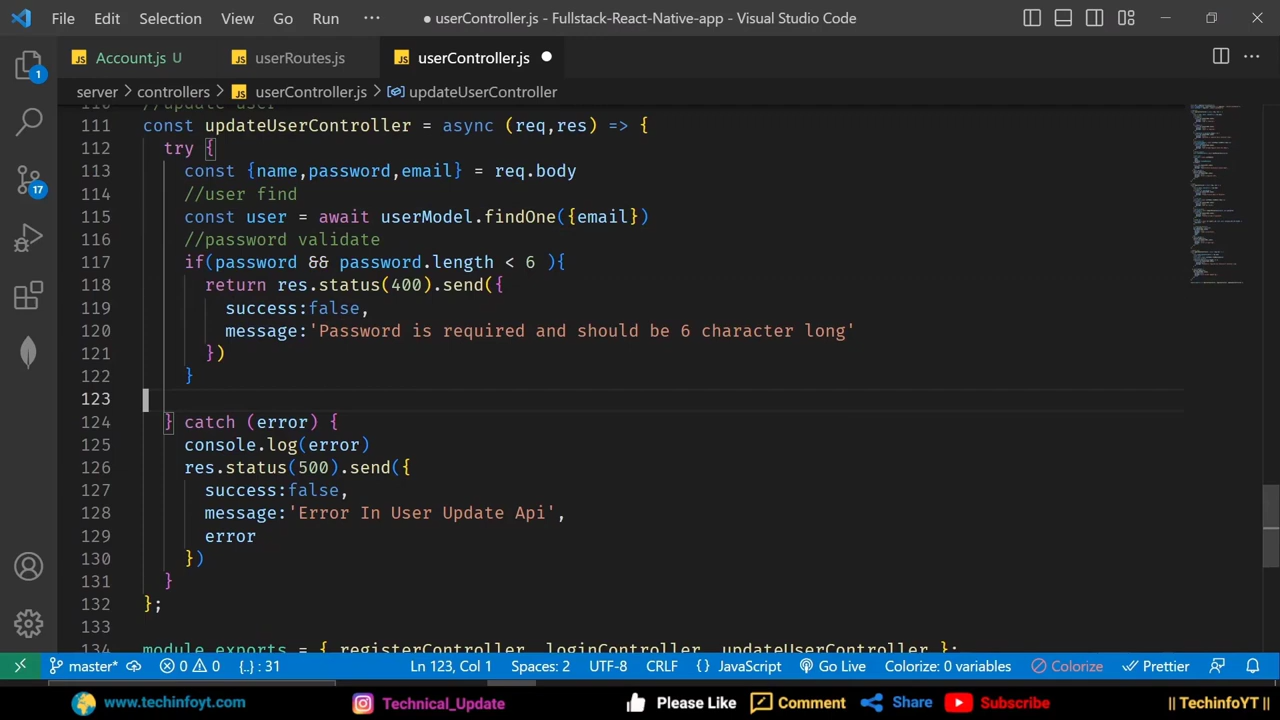 File Edit Selection View Go Run ··· ● userController.js - Fullstack-React-Native-app - Visual Studio Code
JS Account.js U JS userRoutes.js JS userController.js ●
server > controllers > JS userController.js > updateUserController
110 //update user
111 const updateUserController = async (req,res) => {
112 try {
113 const {name,password,email} = req.body
114 //user find
115 const user = await userModel.findOne({email})
116 //password validate
117 if(password && password.length < 6 ){
118 return res.status(400).send({
119 success:false,
120 message:'Password is required and should be 6 character long'
121 })
122 }
123
124 } catch (error) {
125 console.log(error)
126 res.status(500).send({
127 success:false,
128 message:'Error In User Update Api',
129 error
130 })
131 }
132 };
133
134 module.exports = { registerController, loginController, updateUserController };
1
17
master* 0 0 {..} : 31 Ln 123, Col 1 Spaces: 2 UTF-8 CRLF {} JavaScript Go Live Colorize: 0 variables Colorize Prettier
www.techinfoyt.com Technical_Update Please Like Comment Share Subscribe || TechinfoYT ||